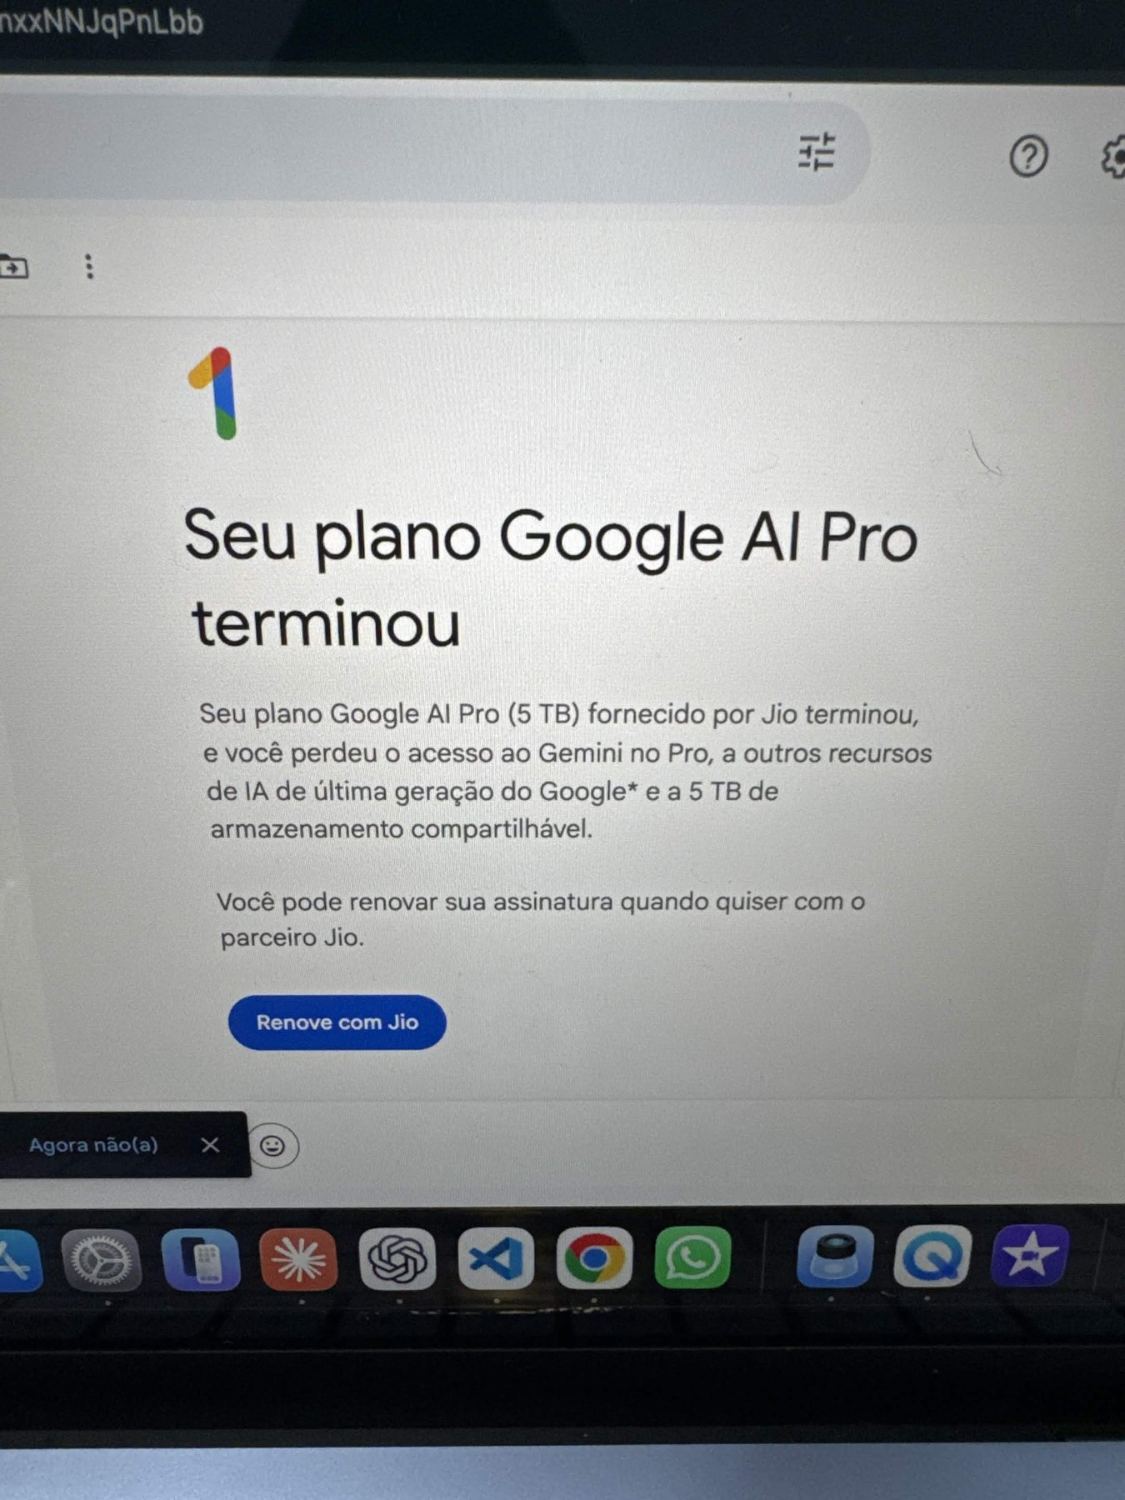 nxxNNJqPnLbb
Seu plano Google AI Pro
terminou
Seu plano Google AI Pro (5 TB) fornecido por Jio terminou,
e você perdeu o acesso ao Gemini no Pro, a outros recursos
de IA de última geração do Google* e a 5 TB de
armazenamento compartilhável.
Você pode renovar sua assinatura quando quiser com o
parceiro Jio.
Renove com Jio
Agora não(a)